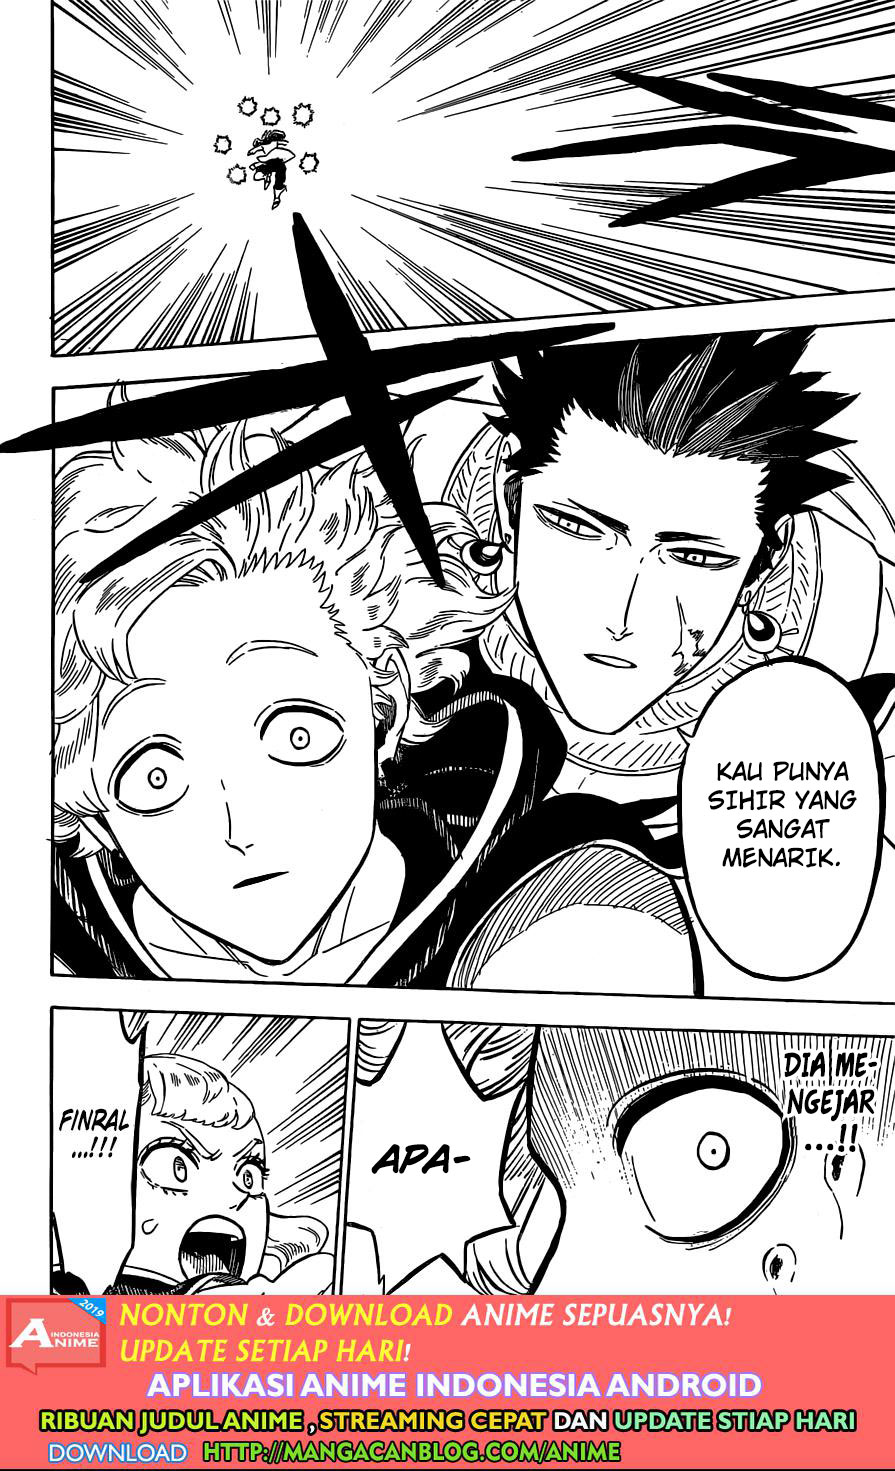 KAU PUNYA
SIHIR YANG
SANGAT
MENARIK.
DIA ME-
NGEJAR
...!!
APA-
FINRAL
...!!!
2019
INDONESIA
ANIME
NONTON & DOWNLOAD ANIME SEPUASNYA!
UPDATE SETIAP HARI!
APLIKASI ANIME INDONESIA ANDROID
RIBUAN JUDUL ANIME , STREAMING CEPAT DAN UPDATE STIAP HARI
DOWNLOAD HTTP://MANGACANBLOG.COM/ANIME